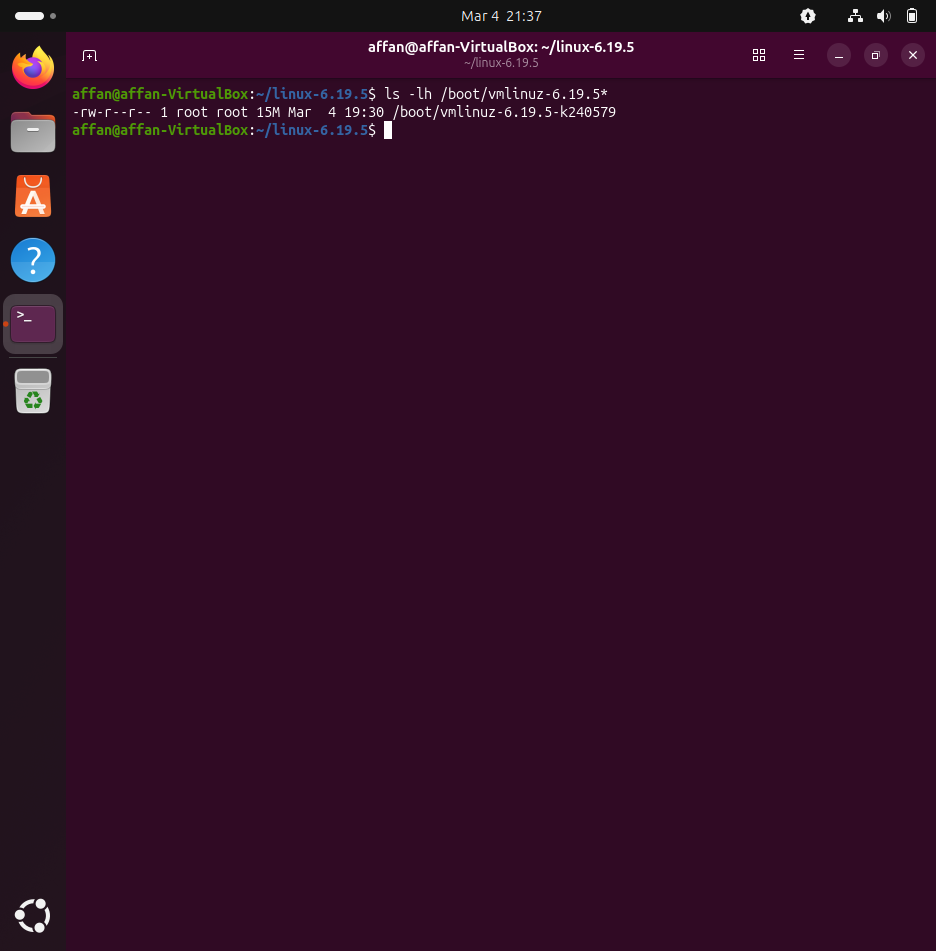 Mar 4 21:37
affan@affan-VirtualBox: ~/linux-6.19.5
~/linux-6.19.5
affan@affan-VirtualBox:~/linux-6.19.5$ ls -lh /boot/vmlinuz-6.19.5*
-rw-r--r-- 1 root root 15M Mar  4 19:30 /boot/vmlinuz-6.19.5-k240579
affan@affan-VirtualBox:~/linux-6.19.5$